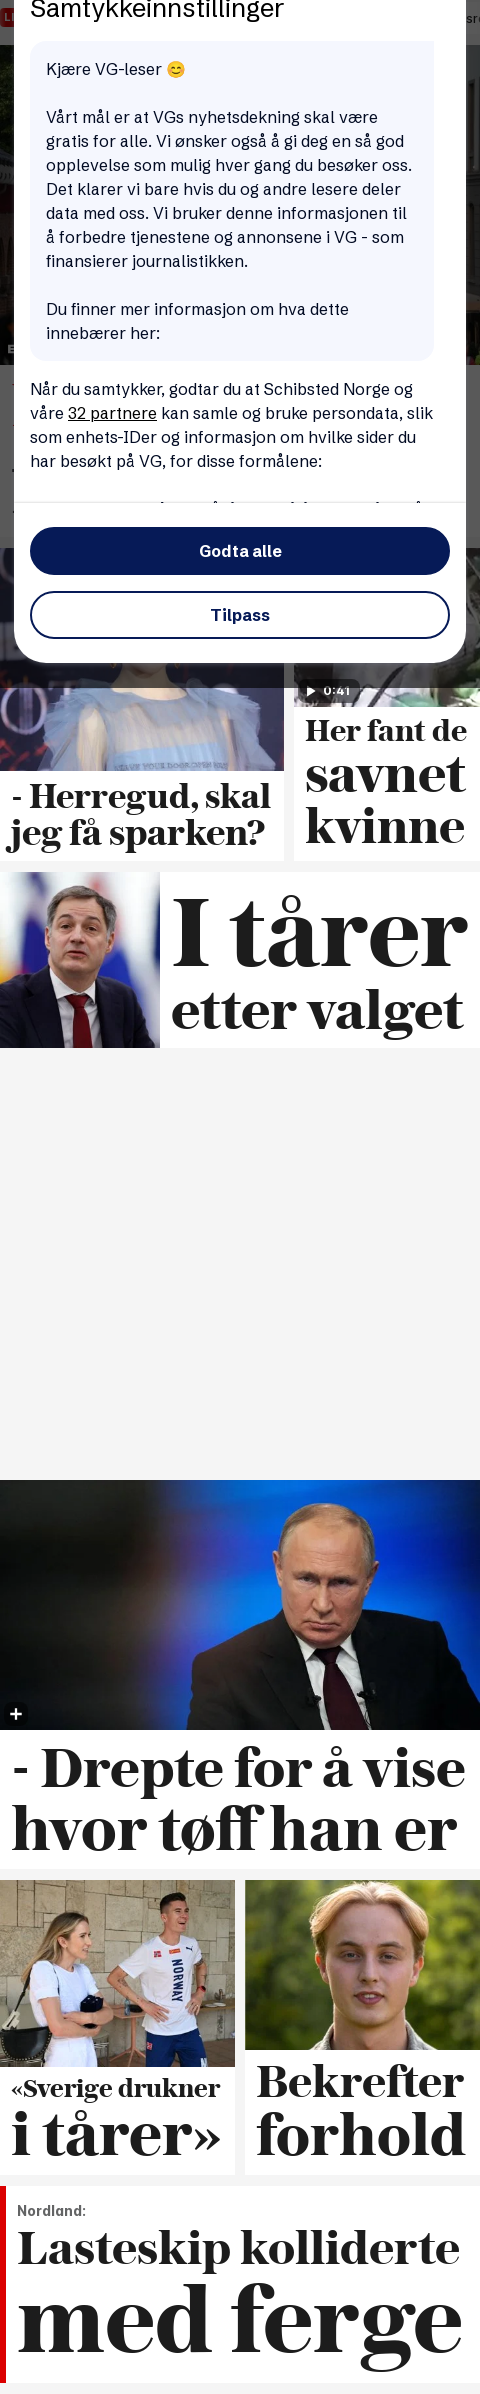 Samtykkeinnstillinger
Kjære VG-leser 😊
Vårt mål er at VGs nyhetsdekning skal være
gratis for alle. Vi ønsker også å gi deg en så god
opplevelse som mulig hver gang du besøker oss.
Det klarer vi bare hvis du og andre lesere deler
data med oss. Vi bruker denne informasjonen til
å forbedre tjenestene og annonsene i VG - som
finansierer journalistikken.
Du finner mer informasjon om hva dette
innebærer her:
Når du samtykker, godtar du at Schibsted Norge og
våre 32 partnere kan samle og bruke persondata, slik
som enhets-IDer og informasjon om hvilke sider du
har besøkt på VG, for disse formålene:
Godta alle
Tilpass
0:41
- Herregud, skal
jeg få sparken?
Her fant de
savnet
kvinne
I tårer
etter valget
- Drepte for å vise
hvor tøff han er
NORWAY
«Sverige drukner
i tårer»
Bekrefter
forhold
Nordland:
Lasteskip kolliderte
med ferge